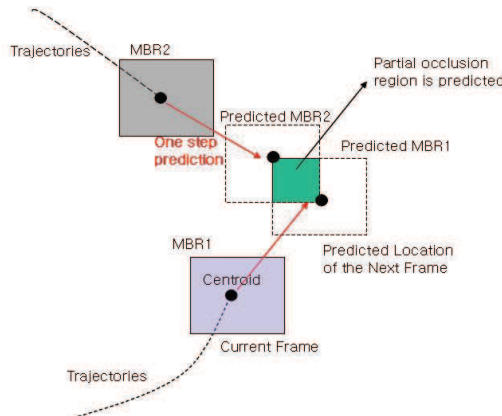 Trajectories
MBR2
Partial occlusion
region is predicted
Predicted MBR2
One step
prediction
Predicted MBR1
MBR1
Predicted Location
of the Next Frame
Centroid
Current Frame
Trajectories